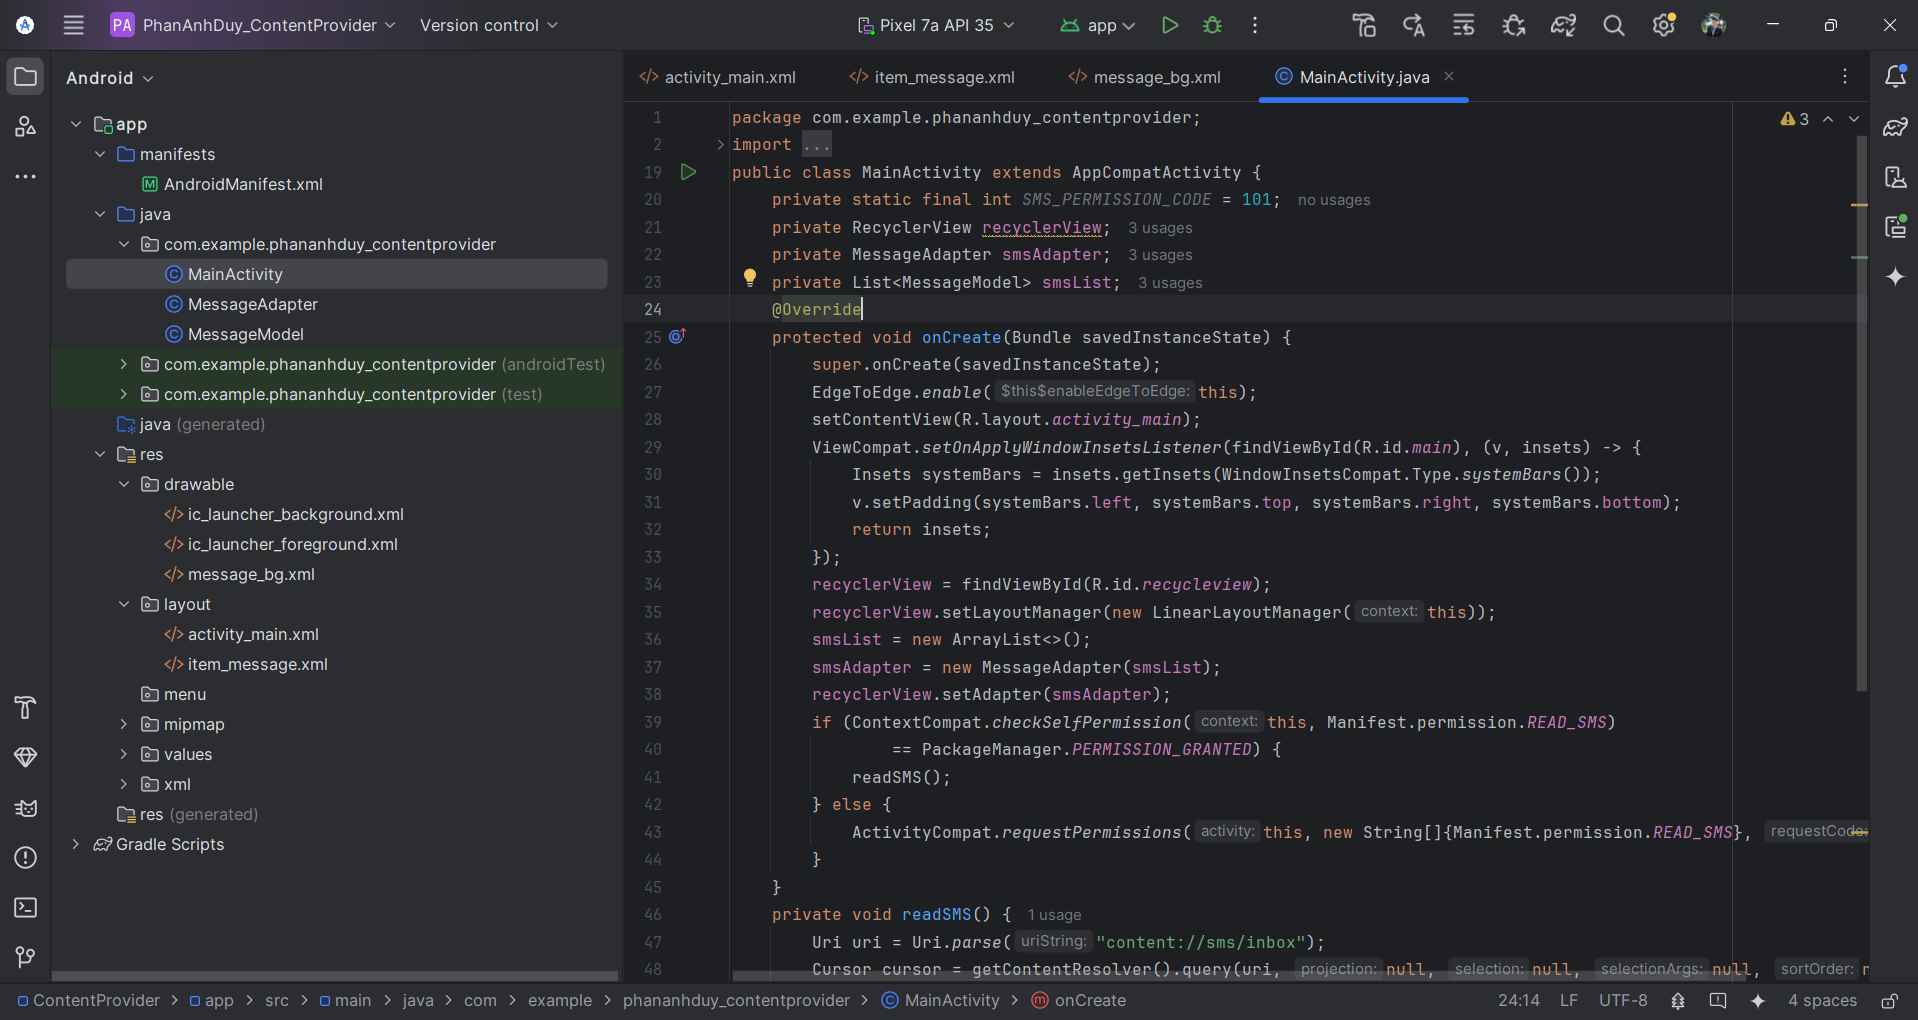 PA PhanAnhDuy_ContentProvider Version control Pixel 7a API 35 app
Android
app
manifests
AndroidManifest.xml
java
com.example.phananhduy_contentprovider
MainActivity
MessageAdapter
MessageModel
com.example.phananhduy_contentprovider (androidTest)
com.example.phananhduy_contentprovider (test)
java (generated)
res
drawable
ic_launcher_background.xml
ic_launcher_foreground.xml
message_bg.xml
layout
activity_main.xml
item_message.xml
menu
mipmap
values
xml
res (generated)
Gradle Scripts
activity_main.xml item_message.xml message_bg.xml MainActivity.java
3
1 package com.example.phananhduy_contentprovider;
2 import ...
19 public class MainActivity extends AppCompatActivity {
20 private static final int SMS_PERMISSION_CODE = 101; no usages
21 private RecyclerView recyclerView; 3 usages
22 private MessageAdapter smsAdapter; 3 usages
23 private List<MessageModel> smsList; 3 usages
24 @Override
25 protected void onCreate(Bundle savedInstanceState) {
26 super.onCreate(savedInstanceState);
27 EdgeToEdge.enable( $this$enableEdgeToEdge: this);
28 setContentView(R.layout.activity_main);
29 ViewCompat.setOnApplyWindowInsetsListener(findViewById(R.id.main), (v, insets) -> {
30 Insets systemBars = insets.getInsets(WindowInsetsCompat.Type.systemBars());
31 v.setPadding(systemBars.left, systemBars.top, systemBars.right, systemBars.bottom);
32 return insets;
33 });
34 recyclerView = findViewById(R.id.recycleview);
35 recyclerView.setLayoutManager(new LinearLayoutManager( context: this));
36 smsList = new ArrayList<>();
37 smsAdapter = new MessageAdapter(smsList);
38 recyclerView.setAdapter(smsAdapter);
39 if (ContextCompat.checkSelfPermission( context: this, Manifest.permission.READ_SMS)
40 == PackageManager.PERMISSION_GRANTED) {
41 readSMS();
42 } else {
43 ActivityCompat.requestPermissions( activity: this, new String[]{Manifest.permission.READ_SMS}, requestCode:
44 }
45 }
46 private void readSMS() { 1 usage
47 Uri uri = Uri.parse( uriString: "content://sms/inbox");
48 Cursor cursor = getContentResolver().query(uri, projection: null, selection: null, selectionArgs: null, sortOrder: n
ContentProvider > app > src > main > java > com > example > phananhduy_contentprovider > MainActivity > onCreate 24:14 LF UTF-8 4 spaces